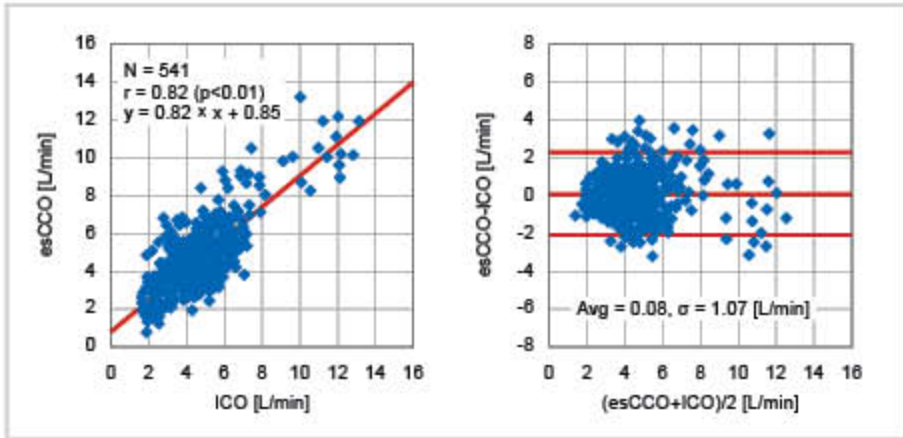 16
14
12
10
8
6
4
2
0
esCCO [L/min]
N = 541
r = 0.82 (p<0.01)
y = 0.82 × x + 0.85
0 2 4 6 8 10 12 14 16
ICO [L/min]
8
6
4
2
0
-2
-4
-6
-8
esCCO-ICO [L/min]
Avg = 0.08, σ = 1.07 [L/min]
0 2 4 6 8 10 12 14 16
(esCCO+ICO)/2 [L/min]